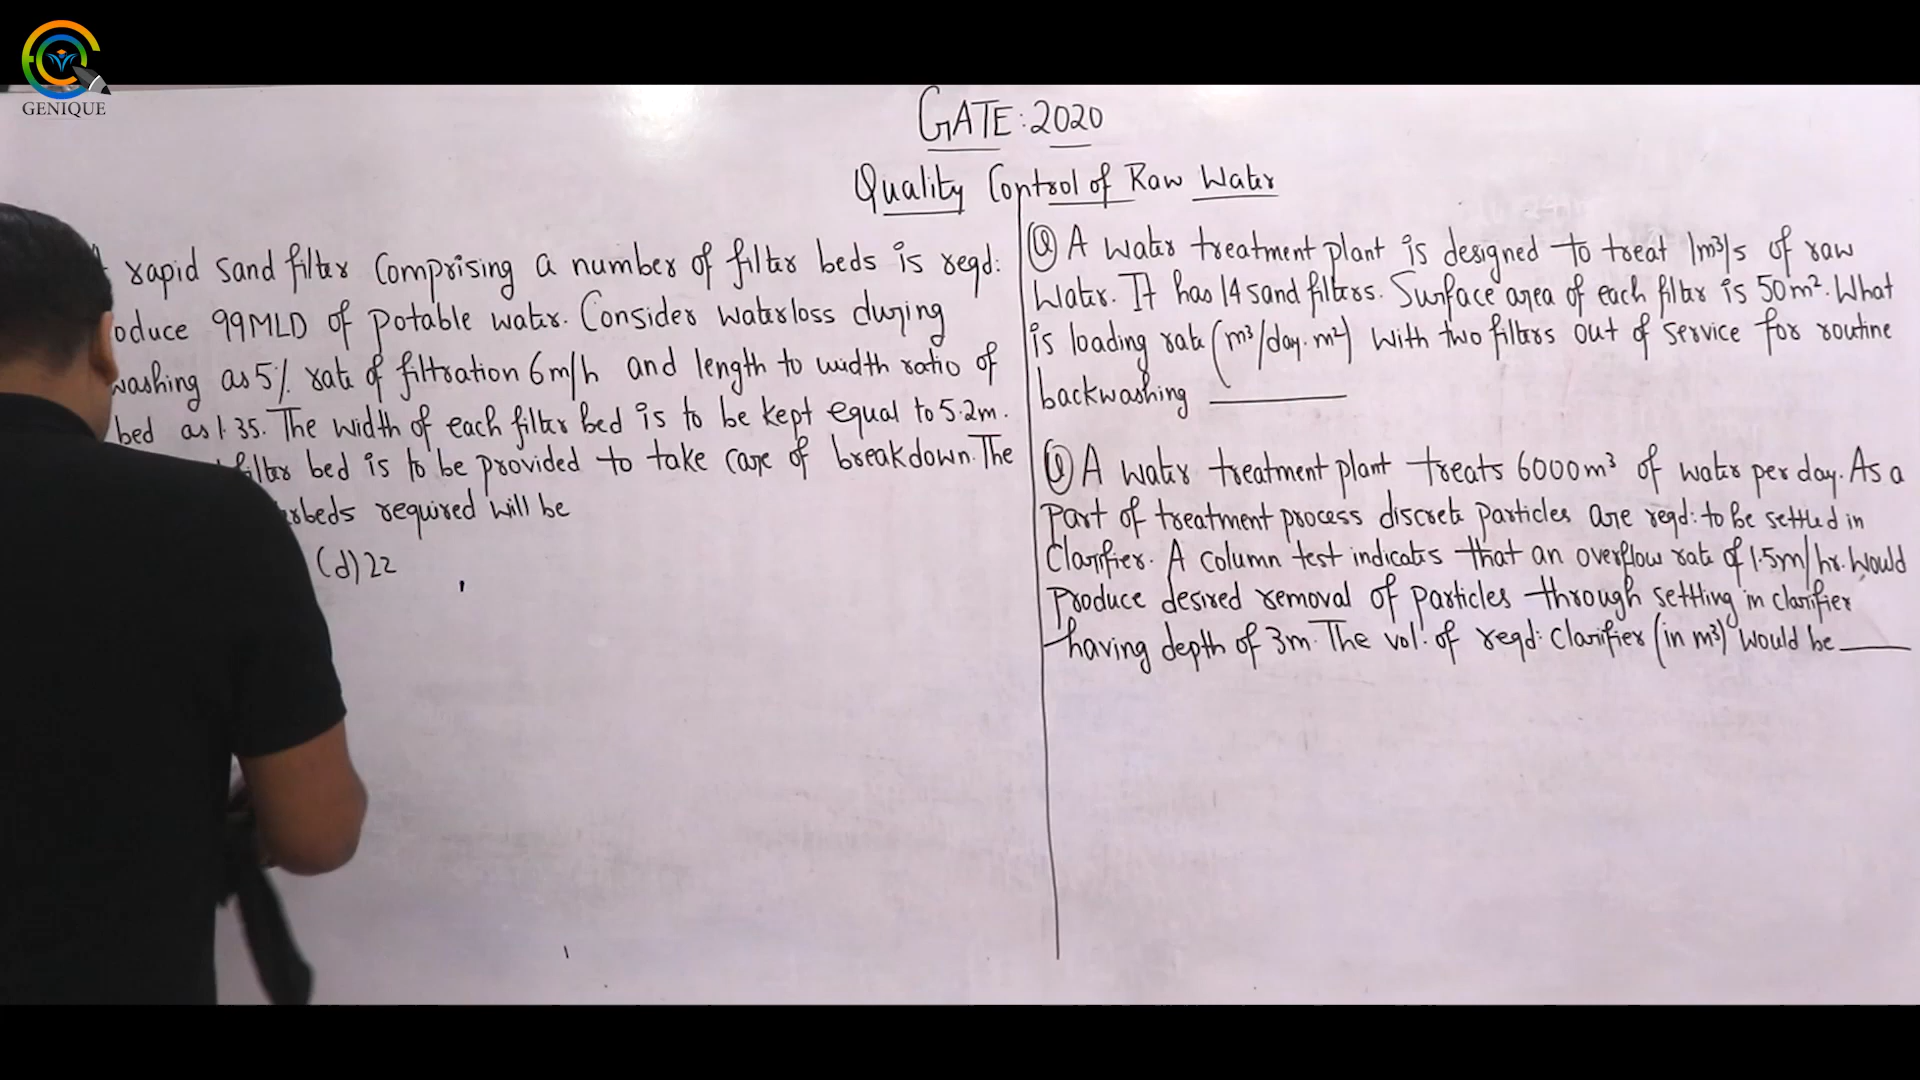 GENIQUE
GATE: 2020
Quality Control of Raw Water
rapid sand filter Comprising a number of filter beds is reqd:
oduce 99MLD of potable water. Consider waterloss during
washing as 5% rate of filtration 6m/h and length to width ratio of
bed as 1.35. The width of each filter bed is to be kept equal to 5.2m.
filter bed is to be provided to take care of breakdown. The
rbeds required will be
(d) 22
Q A water treatment plant is designed to treat 1m³/s of raw
Water. It has 14 sand filters. Surface area of each filter is 50m². What
is loading rate (m³/day.m²) with two filters out of service for routine
backwashing
Q A water treatment plant treats 6000m³ of water per day. As a
part of treatment process discrete particles are reqd: to be settled in
Clarifier. A column test indicates that an overflow rate of 1.5m/hr. would
produce desired removal of particles through settling in clarifier
having depth of 3m. The vol. of reqd: clarifier (in m³) would be